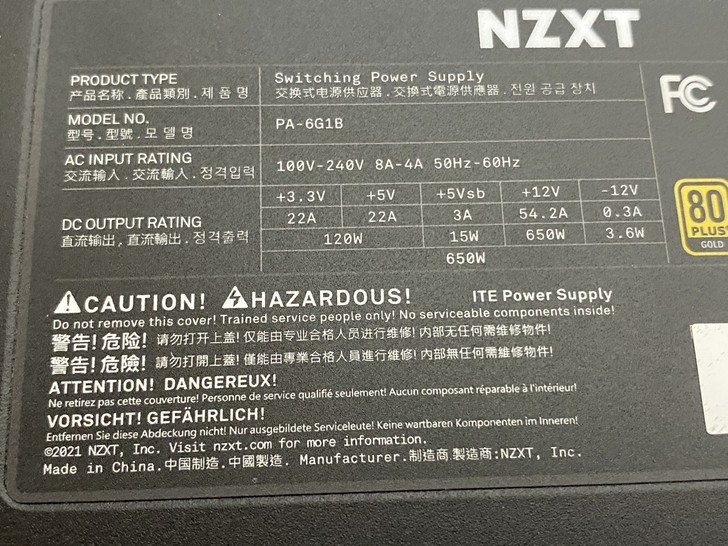 NZXT
PRODUCT TYPE
产品名称 . 產品類別 . 제 품 명
Switching Power Supply
交换式电源供应器 . 交換式電源供應器 . 전원 공급 장치
FC
MODEL NO.
型号 . 型號 . 모 델 명
PA-6G1B
AC INPUT RATING
交流输入 . 交流輸入 . 정격입력
100V-240V 8A-4A 50Hz-60Hz
DC OUTPUT RATING
直流输出 , 直流輸出 . 정격출력
+3.3V +5V +5Vsb +12V -12V
22A 22A 3A 54.2A 0.3A
120W 15W 650W 3.6W
650W
80
PLUS
GOLD
CAUTION! HAZARDOUS! ITE Power Supply
Do not remove this cover! Trained service people only! No serviceable components inside!
警告! 危险! 请勿打开上盖! 仅能由专业合格人员进行维修! 内部无任何需维修物件!
警告! 危險! 請勿打開上蓋! 僅能由專業合格人員進行維修! 內部無任何需維修物件!
ATTENTION! DANGEREUX!
Ne retirez pas cette couverture! Personne de service qualifié seulement! Aucun composant réparable à l'intérieur!
VORSICHT! GEFÄHRLICH!
Entfernen Sie diese Abdeckung nicht! Nur ausgebildete Serviceleute! Keine wartbaren Komponenten im Inneren!
©2021 NZXT, Inc. Visit nzxt.com for more information.
Made in China.中国制造.中國製造. Manufacturer.制造商.製造商:NZXT, Inc.